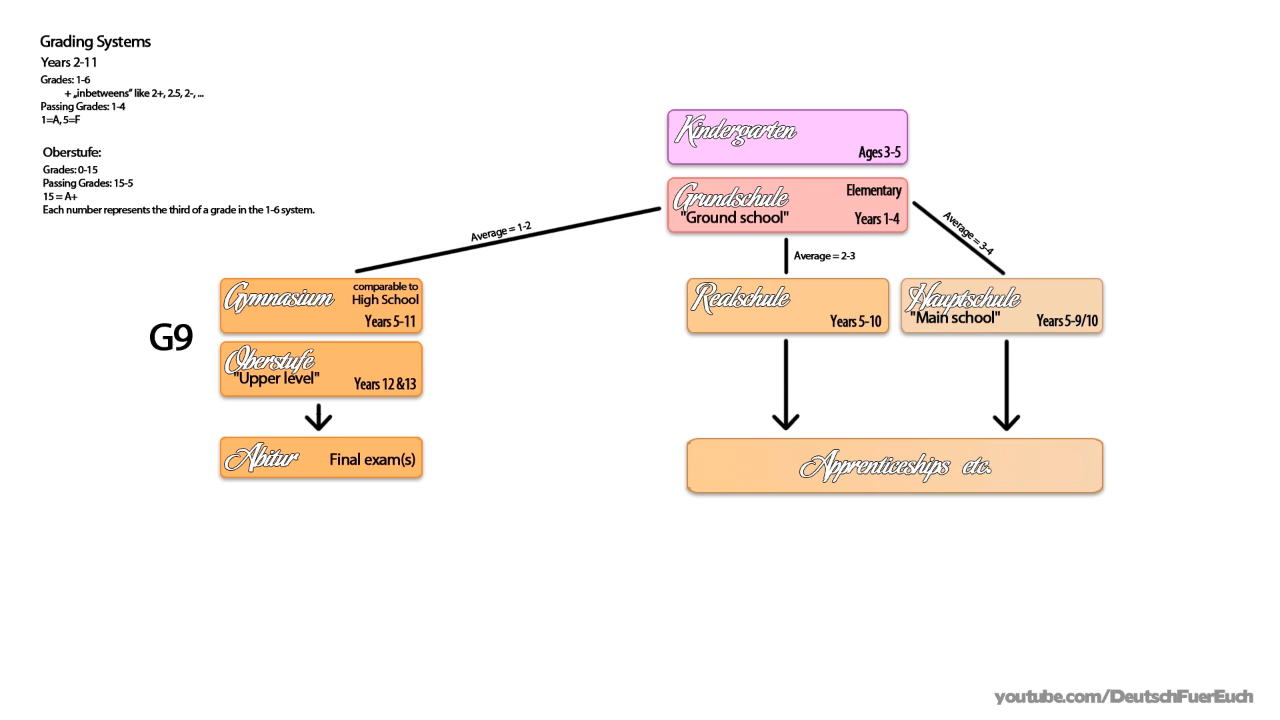 Grading Systems
Years 2-11
Grades: 1-6
+ „inbetweens" like 2+, 2.5, 2-, ...
Passing Grades: 1-4
1=A, 5=F
Oberstufe:
Grades: 0-15
Passing Grades: 15-5
15 = A+
Each number represents the third of a grade in the 1-6 system.
Kindergarten
Ages 3-5
Grundschule
Elementary
"Ground school"
Years 1-4
Average = 1-2
Average = 2-3
Average = 3-4
G9
Gymnasium
comparable to
High School
Years 5-11
Oberstufe
"Upper level"
Years 12 &13
Abitur
Final exam(s)
Realschule
Years 5-10
Hauptschule
"Main school"
Years 5-9/10
Apprenticeships etc.
youtube.com/DeutschFuerEuch